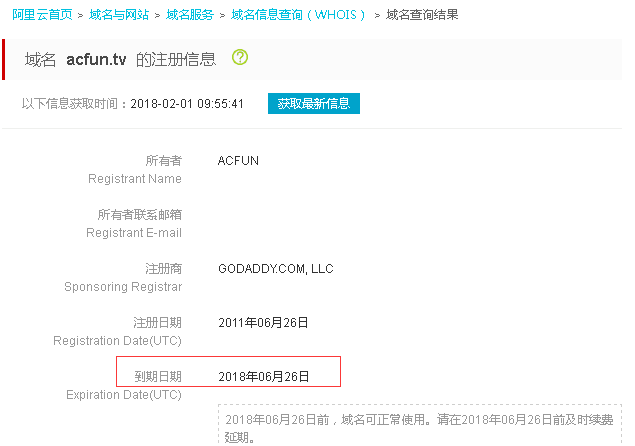 阿里云首页 > 域名与网站 > 域名服务 > 域名信息查询（WHOIS） > 域名查询结果
域名 acfun.tv 的注册信息 ?
以下信息获取时间：2018-02-01 09:55:41 获取最新信息
所有者 ACFUN
Registrant Name
所有者联系邮箱
Registrant E-mail
注册商 GODADDY.COM, LLC
Sponsoring Registrar
注册日期 2011年06月26日
Registration Date(UTC)
到期日期 2018年06月26日
Expiration Date(UTC)
2018年06月26日前，域名可正常使用。请在2018年06月26日前及时续费
延期。